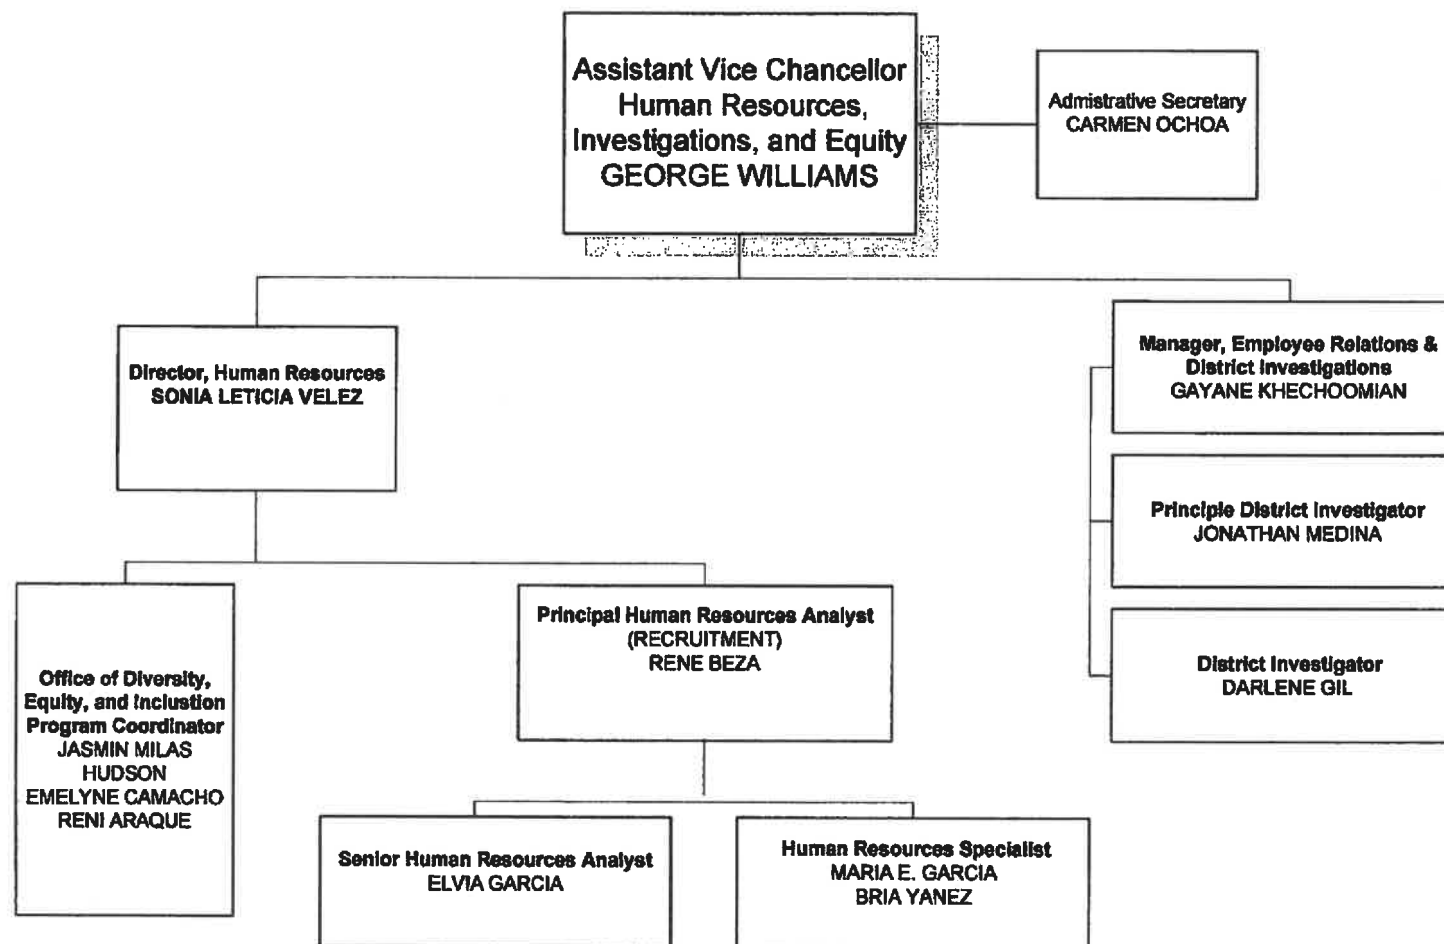 Assistant Vice Chancellor
Human Resources,
Investigations, and Equity
GEORGE WILLIAMS
Admistrative Secretary
CARMEN OCHOA
Director, Human Resources
SONIA LETICIA VELEZ
Manager, Employee Relations &
District Investigations
GAYANE KHECHOOMIAN
Principle District Investigator
JONATHAN MEDINA
District Investigator
DARLENE GIL
Office of Diversity,
Equity, and Inclustion
Program Coordinator
JASMIN MILAS
HUDSON
EMELYNE CAMACHO
RENI ARAQUE
Principal Human Resources Analyst
(RECRUITMENT)
RENE BEZA
Senior Human Resources Analyst
ELVIA GARCIA
Human Resources Specialist
MARIA E. GARCIA
BRIA YANEZ